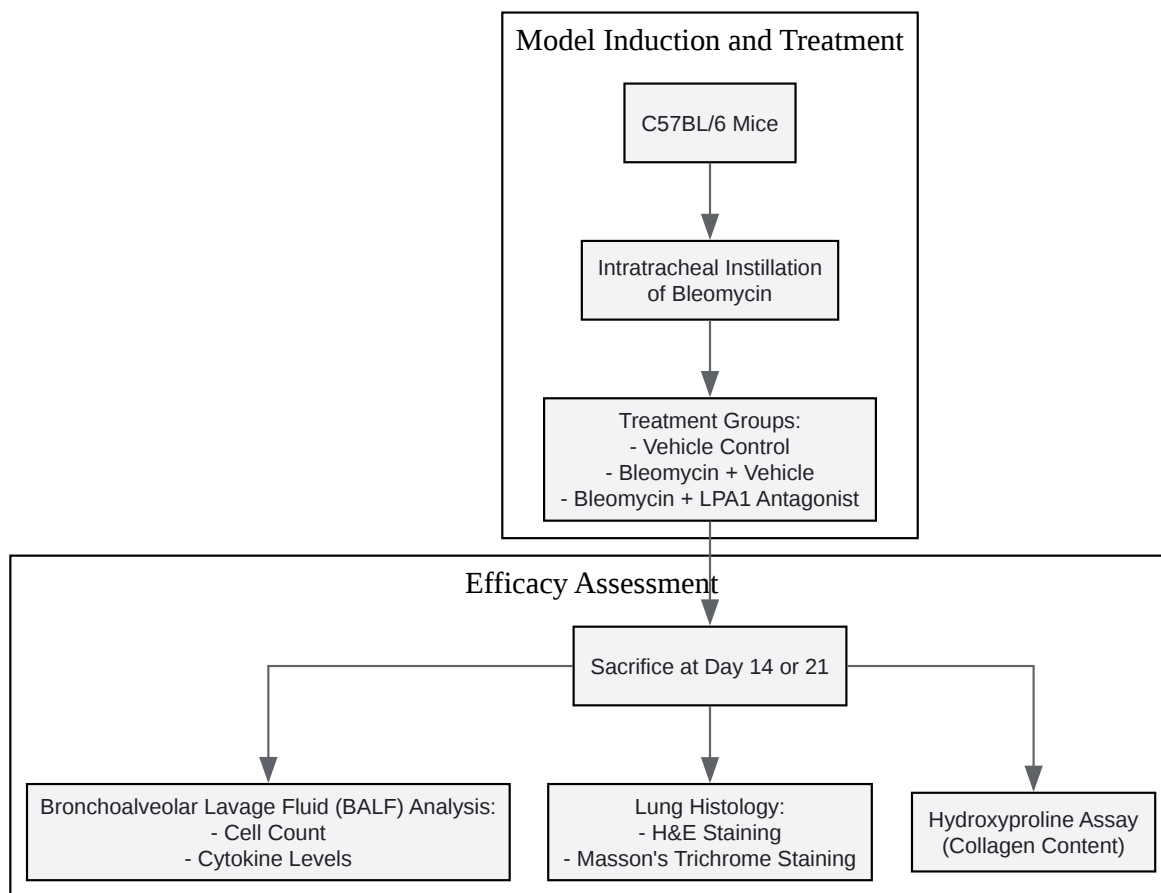 Model Induction and Treatment
C57BL/6 Mice
Intratracheal Instillation
of Bleomycin
Treatment Groups:
- Vehicle Control
- Bleomycin + Vehicle
- Bleomycin + LPA1 Antagonist
Efficacy Assessment
Sacrifice at Day 14 or 21
Bronchoalveolar Lavage Fluid (BALF) Analysis:
- Cell Count
- Cytokine Levels
Lung Histology:
- H&E Staining
- Masson's Trichrome Staining
Hydroxyproline Assay
(Collagen Content)